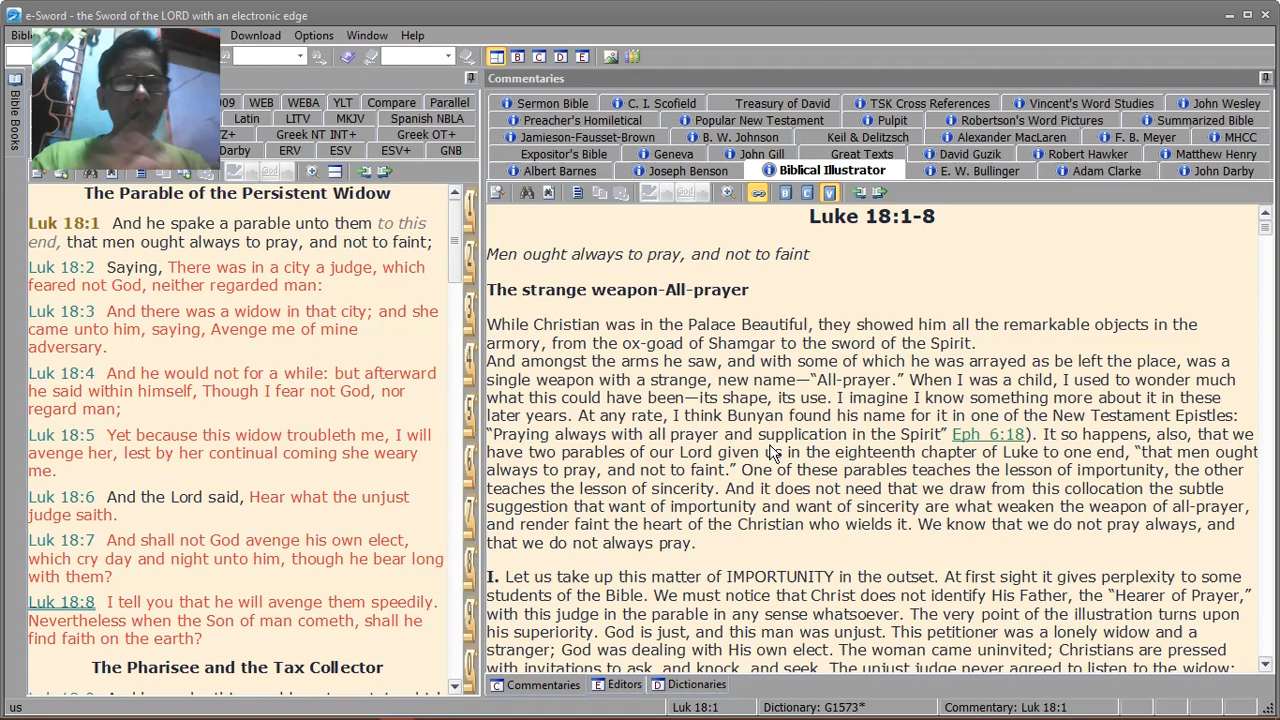 e-Sword - the Sword of the LORD with an electronic edge
Bib
Download Options Window Help
Bible Books
009 WEB WEBA YLT Compare Parallel
Latin LITV MKJV Spanish NBLA
Z+ Greek NT INT+ Greek OT+
Darby ERV ESV ESV+ GNB
The Parable of the Persistent Widow
Luk 18:1 And he spake a parable unto them to this
end, that men ought always to pray, and not to faint;
Luk 18:2 Saying, There was in a city a judge, which
feared not God, neither regarded man:
Luk 18:3 And there was a widow in that city; and she
came unto him, saying, Avenge me of mine
adversary.
Luk 18:4 And he would not for a while: but afterward
he said within himself, Though I fear not God, nor
regard man;
Luk 18:5 Yet because this widow troubleth me, I will
avenge her, lest by her continual coming she weary
me.
Luk 18:6 And the Lord said, Hear what the unjust
judge saith.
Luk 18:7 And shall not God avenge his own elect,
which cry day and night unto him, though he bear long
with them?
Luk 18:8 I tell you that he will avenge them speedily.
Nevertheless when the Son of man cometh, shall he
find faith on the earth?
The Pharisee and the Tax Collector
1
2
3
4
5
6
7
8
9
Commentaries
Sermon Bible C. I. Scofield Treasury of David TSK Cross References Vincent's Word Studies John Wesley
Preacher's Homiletical Popular New Testament Pulpit Robertson's Word Pictures Summarized Bible
Jamieson-Fausset-Brown B. W. Johnson Keil & Delitzsch Alexander MacLaren F. B. Meyer MHCC
Expositor's Bible Geneva John Gill Great Texts David Guzik Robert Hawker Matthew Henry
Albert Barnes Joseph Benson Biblical Illustrator E. W. Bullinger Adam Clarke John Darby
Luke 18:1-8
Men ought always to pray, and not to faint
The strange weapon-All-prayer
While Christian was in the Palace Beautiful, they showed him all the remarkable objects in the
armory, from the ox-goad of Shamgar to the sword of the Spirit.
And amongst the arms he saw, and with some of which he was arrayed as be left the place, was a
single weapon with a strange, new name—“All-prayer.” When I was a child, I used to wonder much
what this could have been—its shape, its use. I imagine I know something more about it in these
later years. At any rate, I think Bunyan found his name for it in one of the New Testament Epistles:
“Praying always with all prayer and supplication in the Spirit” Eph_6:18). It so happens, also, that we
have two parables of our Lord given us in the eighteenth chapter of Luke to one end, “that men ought
always to pray, and not to faint.” One of these parables teaches the lesson of importunity, the other
teaches the lesson of sincerity. And it does not need that we draw from this collocation the subtle
suggestion that want of importunity and want of sincerity are what weaken the weapon of all-prayer,
and render faint the heart of the Christian who wields it. We know that we do not pray always, and
that we do not always pray.
I. Let us take up this matter of IMPORTUNITY in the outset. At first sight it gives perplexity to some
students of the Bible. We must notice that Christ does not identify His Father, the “Hearer of Prayer,”
with this judge in the parable in any sense whatsoever. The very point of the illustration turns upon
his superiority. God is just, and this man was unjust. This petitioner was a lonely widow and a
stranger; God was dealing with His own elect. The woman came uninvited; Christians are pressed
with invitations to ask, and knock, and seek. The unjust judge never agreed to listen to the widow;
Commentaries Editors Dictionaries
us Luk 18:1 Dictionary: G1573* Commentary: Luk 18:1